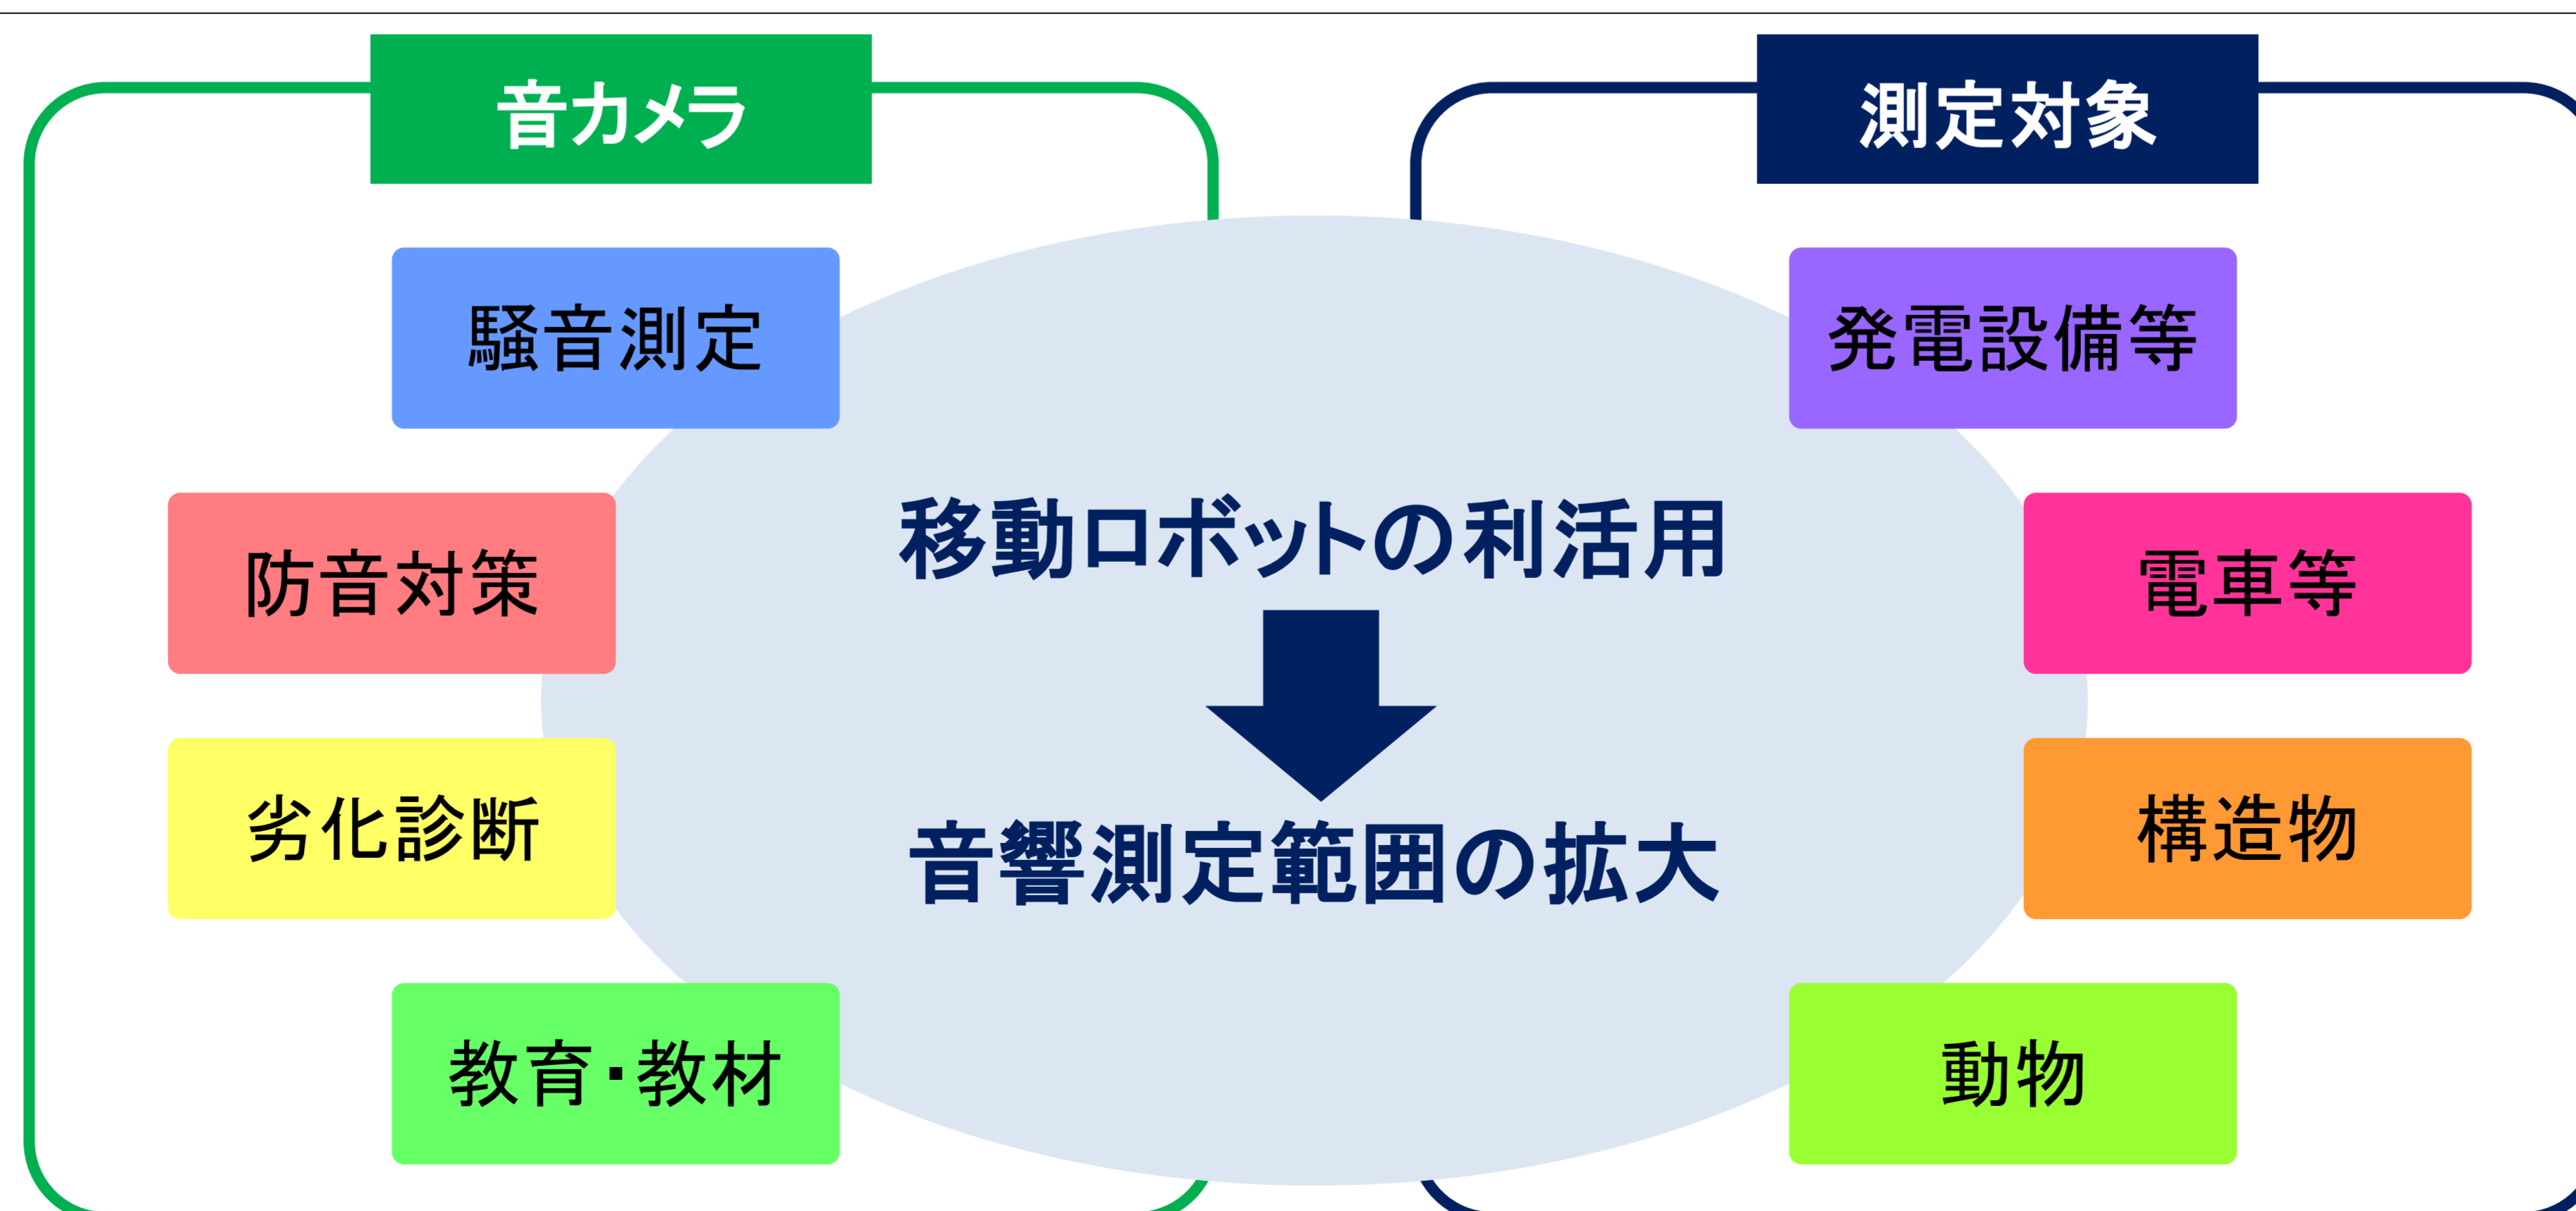 音カメラ
騒音測定
防音対策
劣化診断
教育・教材
移動ロボットの利活用
音響測定範囲の拡大
測定対象
発電設備等
電車等
構造物
動物